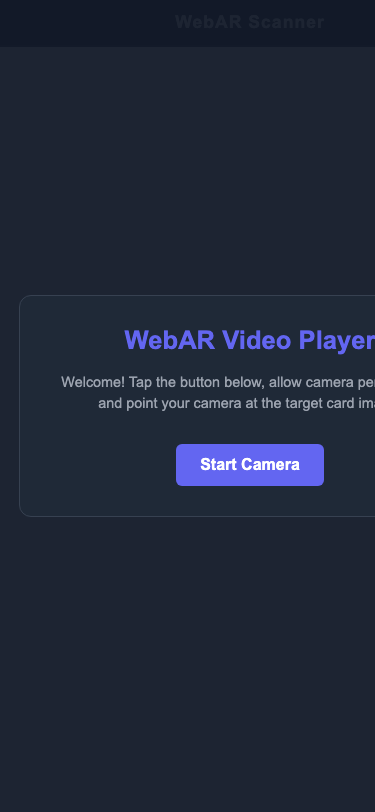 WebAR Scanner
WebAR Video Player
Welcome! Tap the button below, allow camera pe
and point your camera at the target card ima
Start Camera